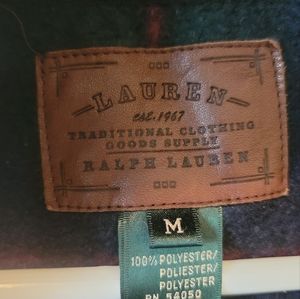 LAUREN
EST. 1967
TRADITIONAL CLOTHING
GOODS SUPPLY
RALPH LAUREN
M
100% POLYESTER/
POLIESTER/
POLYESTER
RN 54050